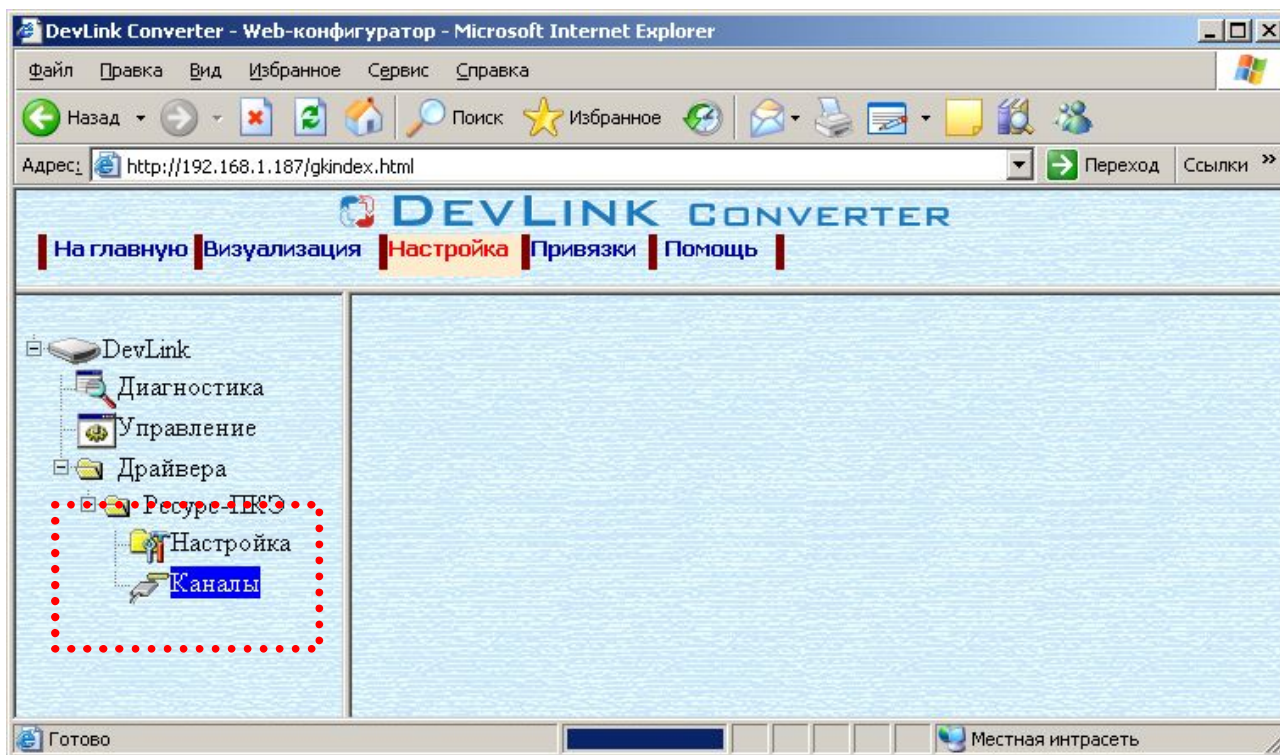 DevLink Converter - Web-конфигуратор - Microsoft Internet Explorer
Файл Правка Вид Избранное Сервис Справка
Назад Поиск Избранное
Адрес: http://192.168.1.187/gkindex.html Переход Ссылки »
DEVLINK CONVERTER
На главную Визуализация Настройка Привязки Помощь
DevLink
Диагностика
Управление
Драйвера
Ресурс-ПКЭ
Настройка
Каналы
Готово Местная интрасеть